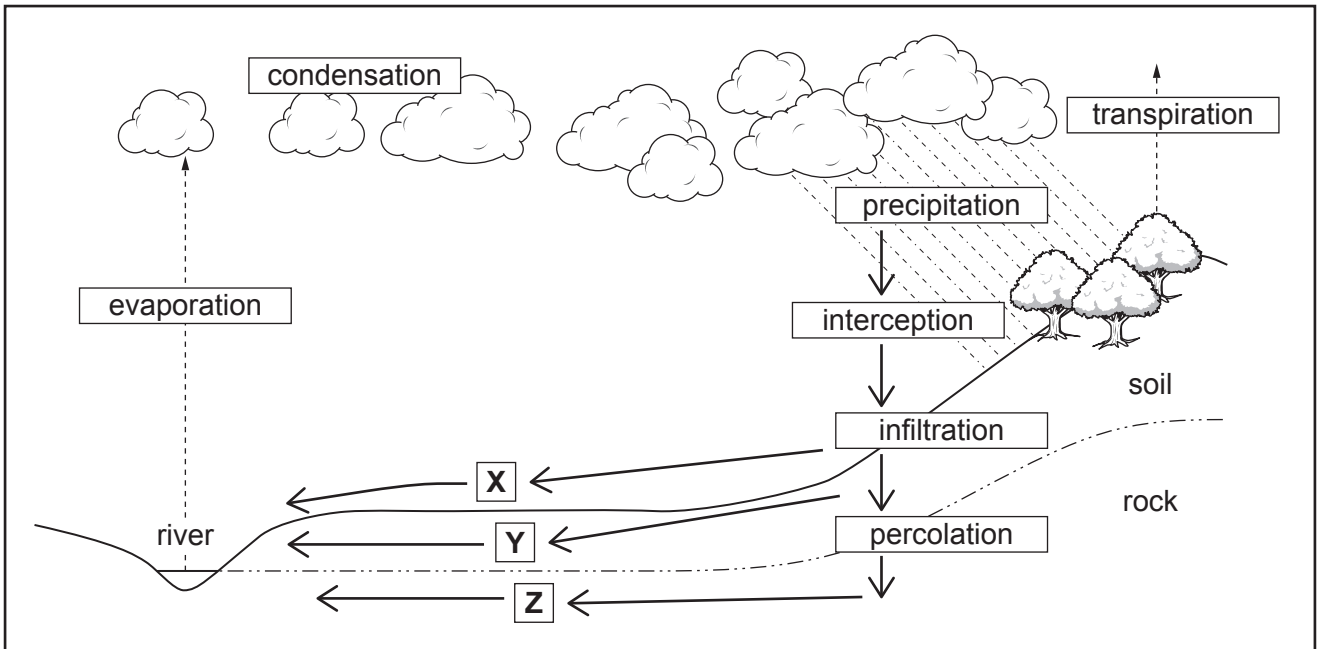 condensation
transpiration
precipitation
evaporation
interception
soil
infiltration
X
rock
river
Y
percolation
Z